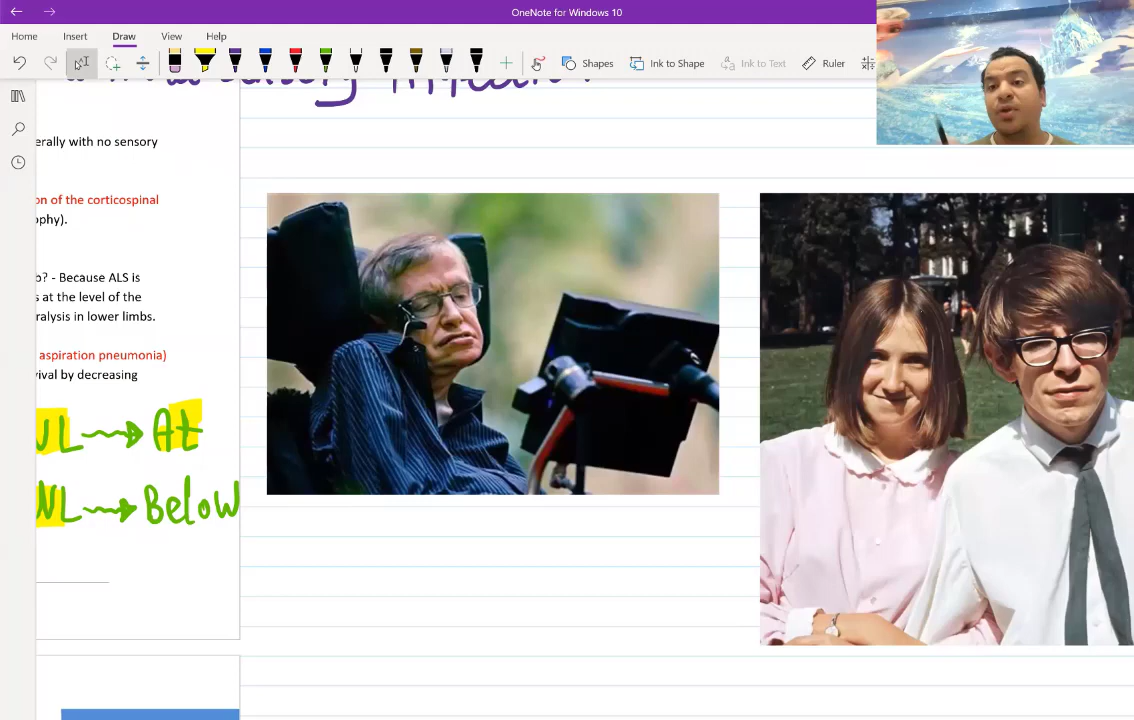 OneNote for Windows 10
Home Insert Draw View Help
Shapes Ink to Shape Ink to Text Ruler
erally with no sensory
on of the corticospinal
ophy).
b? - Because ALS is
s at the level of the
ralysis in lower limbs.
aspiration pneumonia)
vival by decreasing
NL → At
NL → Below